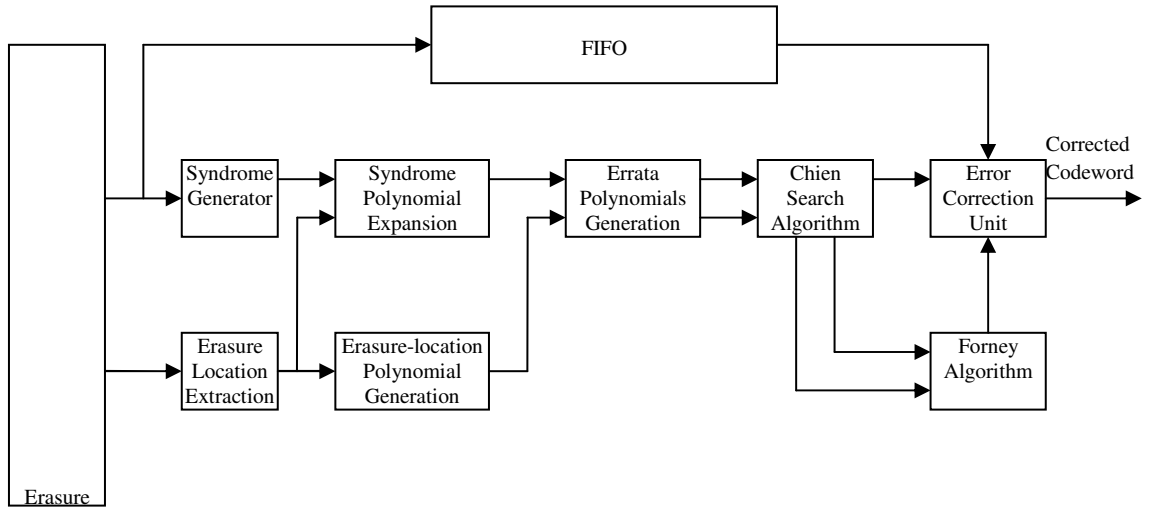 FIFO
Corrected
Codeword
Syndrome
Generator
Syndrome
Polynomial
Expansion
Errata
Polynomials
Generation
Chien
Search
Algorithm
Error
Correction
Unit
Erasure
Location
Extraction
Erasure-location
Polynomial
Generation
Forney
Algorithm
Erasure